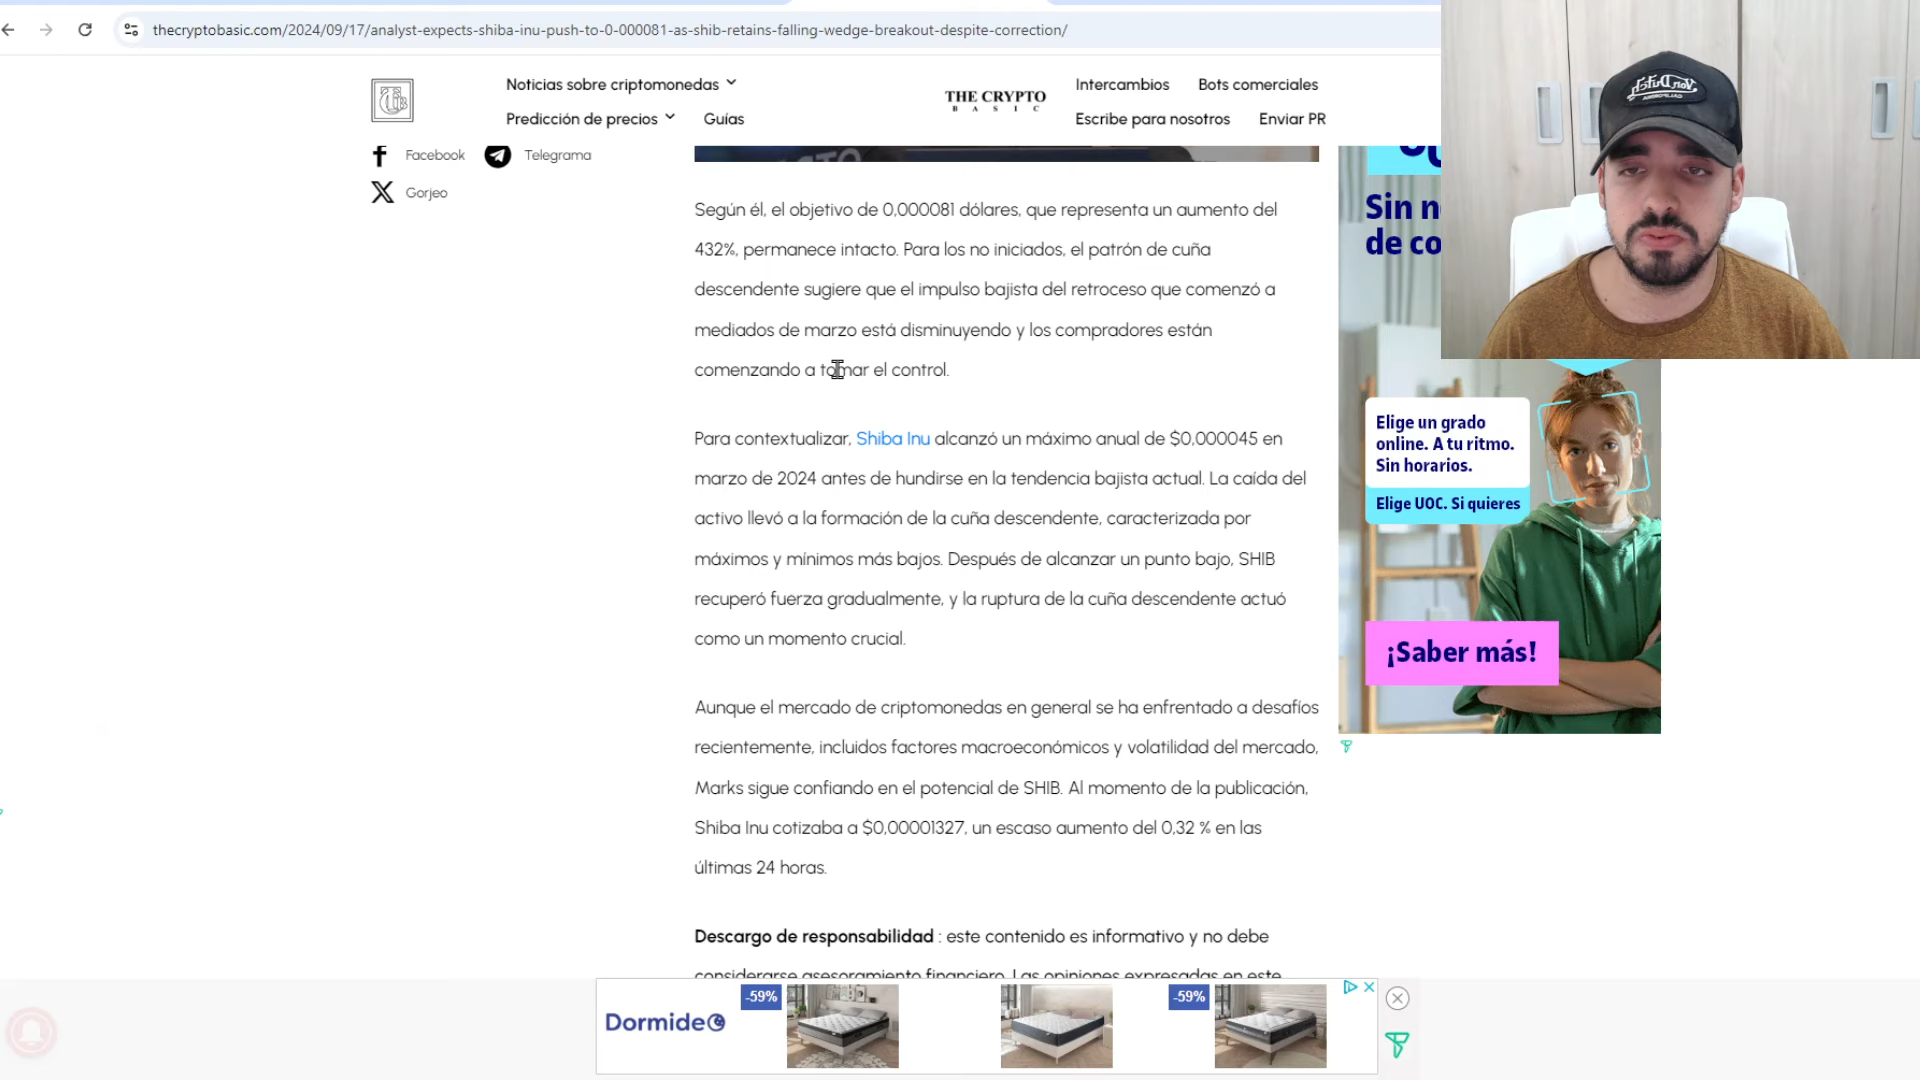 thecryptobasic.com/2024/09/17/analyst-expects-shiba-inu-push-to-0-000081-as-shib-retains-falling-wedge-breakout-despite-correction/
Noticias sobre criptomonedas
THE CRYPTO
BASIC
Intercambios
Bots comerciales
Predicción de precios
Guías
Escribe para nosotros
Enviar PR
Facebook
Telegrama
Gorjeo
Según él, el objetivo de 0,000081 dólares, que representa un aumento del
432%, permanece intacto. Para los no iniciados, el patrón de cuña
descendente sugiere que el impulso bajista del retroceso que comenzó a
mediados de marzo está disminuyendo y los compradores están
comenzando a tomar el control.
Para contextualizar, Shiba Inu alcanzó un máximo anual de $0,000045 en
marzo de 2024 antes de hundirse en la tendencia bajista actual. La caída del
activo llevó a la formación de la cuña descendente, caracterizada por
máximos y mínimos más bajos. Después de alcanzar un punto bajo, SHIB
recuperó fuerza gradualmente, y la ruptura de la cuña descendente actuó
como un momento crucial.
Aunque el mercado de criptomonedas en general se ha enfrentado a desafíos
recientemente, incluidos factores macroeconómicos y volatilidad del mercado,
Marks sigue confiando en el potencial de SHIB. Al momento de la publicación,
Shiba Inu cotizaba a $0,00001327, un escaso aumento del 0,32 % en las
últimas 24 horas.
Descargo de responsabilidad : este contenido es informativo y no debe
considerarse asesoramiento financiero. Las opiniones expresadas en este
Sin n
de co
Elige un grado
online. A tu ritmo.
Sin horarios.
Elige UOC. Si quieres
¡Saber más!
Dormideo
-59%
-59%